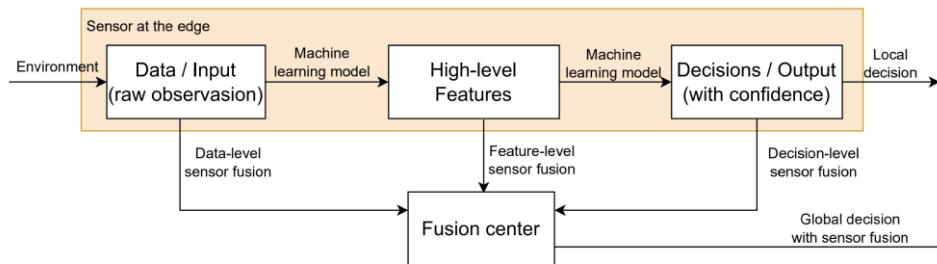 Sensor at the edge
Environment
Data / Input
(raw observasion)
Machine
learning model
High-level
Features
Machine
learning model
Decisions / Output
(with confidence)
Local
decision
Data-level
sensor fusion
Feature-level
sensor fusion
Decision-level
sensor fusion
Fusion center
Global decision
with sensor fusion